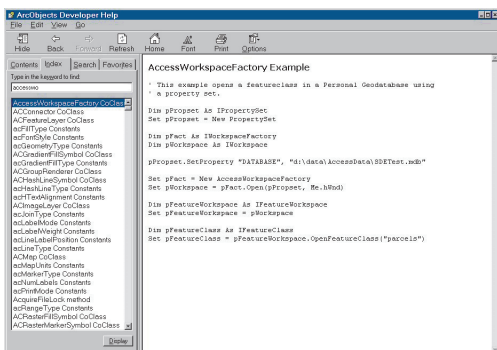 ArcObjects Developer Help
File Edit View Go
Hide Back Forward Refresh Home Font Print Options
Contents Index Search Favorites
Type in the keyword to find:
accesswo
AccessWorkspaceFactory CoClas
ACConnector CoClass
ACFeatureLayer CoClass
acFillType Constants
acFontStyle Constants
acGeometryType Constants
ACGradientFillSymbol CoClass
acGradientFillType Constants
ACGroupRenderer CoClass
ACHashLineSymbol CoClass
acHashLineType Constants
acHTextAlignment Constants
ACImageLayer CoClass
acJoinType Constants
acLabelMode Constants
acLabelWeight Constants
acLineLabelPosition Constants
acLineType Constants
ACMap CoClass
acMapUnits Constants
acMarkerType Constants
acNumLabels Constants
acPrintMode Constants
AcquireFileLock method
acRangeType Constants
ACRasterFillSymbol CoClass
ACRasterMarkerSymbol CoClass
Display
AccessWorkspaceFactory Example
' This example opens a featureclass in a Personal Geodatabase using
' a property set.
Dim pPropset As IPropertySet
Set pPropset = New PropertySet
Dim pFact As IWorkspaceFactory
Dim pWorkspace As IWorkspace
pPropset.SetProperty "DATABASE", "d:\data\AccessData\SDETest.mdb"
Set pFact = New AccessWorkspaceFactory
Set pWorkspace = pFact.Open(pPropset, Me.hWnd)
Dim pFeatureWorkspace As IFeatureWorkspace
Set pFeatureWorkspace = pWorkspace
Dim pFeatureClass As IFeatureClass
Set pFeatureClass = pFeatureWorkspace.OpenFeatureClass("parcels")